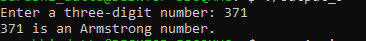 Enter a three-digit number: 371
371 is an Armstrong number.